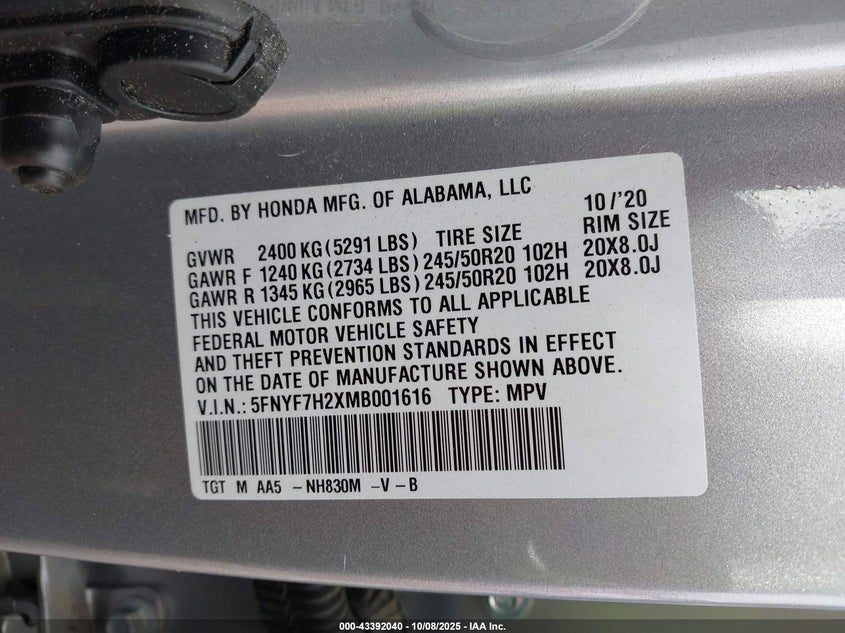 MFD. BY HONDA MFG. OF ALABAMA, LLC 10/'20
GVWR 2400 KG (5291 LBS) TIRE SIZE RIM SIZE
GAWR F 1240 KG (2734 LBS) 245/50R20 102H 20X8.0J
GAWR R 1345 KG (2965 LBS) 245/50R20 102H 20X8.0J
THIS VEHICLE CONFORMS TO ALL APPLICABLE
FEDERAL MOTOR VEHICLE SAFETY
AND THEFT PREVENTION STANDARDS IN EFFECT
ON THE DATE OF MANUFACTURE SHOWN ABOVE.
V.I.N.: 5FNYF7H2XMB001616 TYPE: MPV
TGT M AA5 -NH830M -V -B
000-43392040 - 10/08/2025 - IAA Inc.